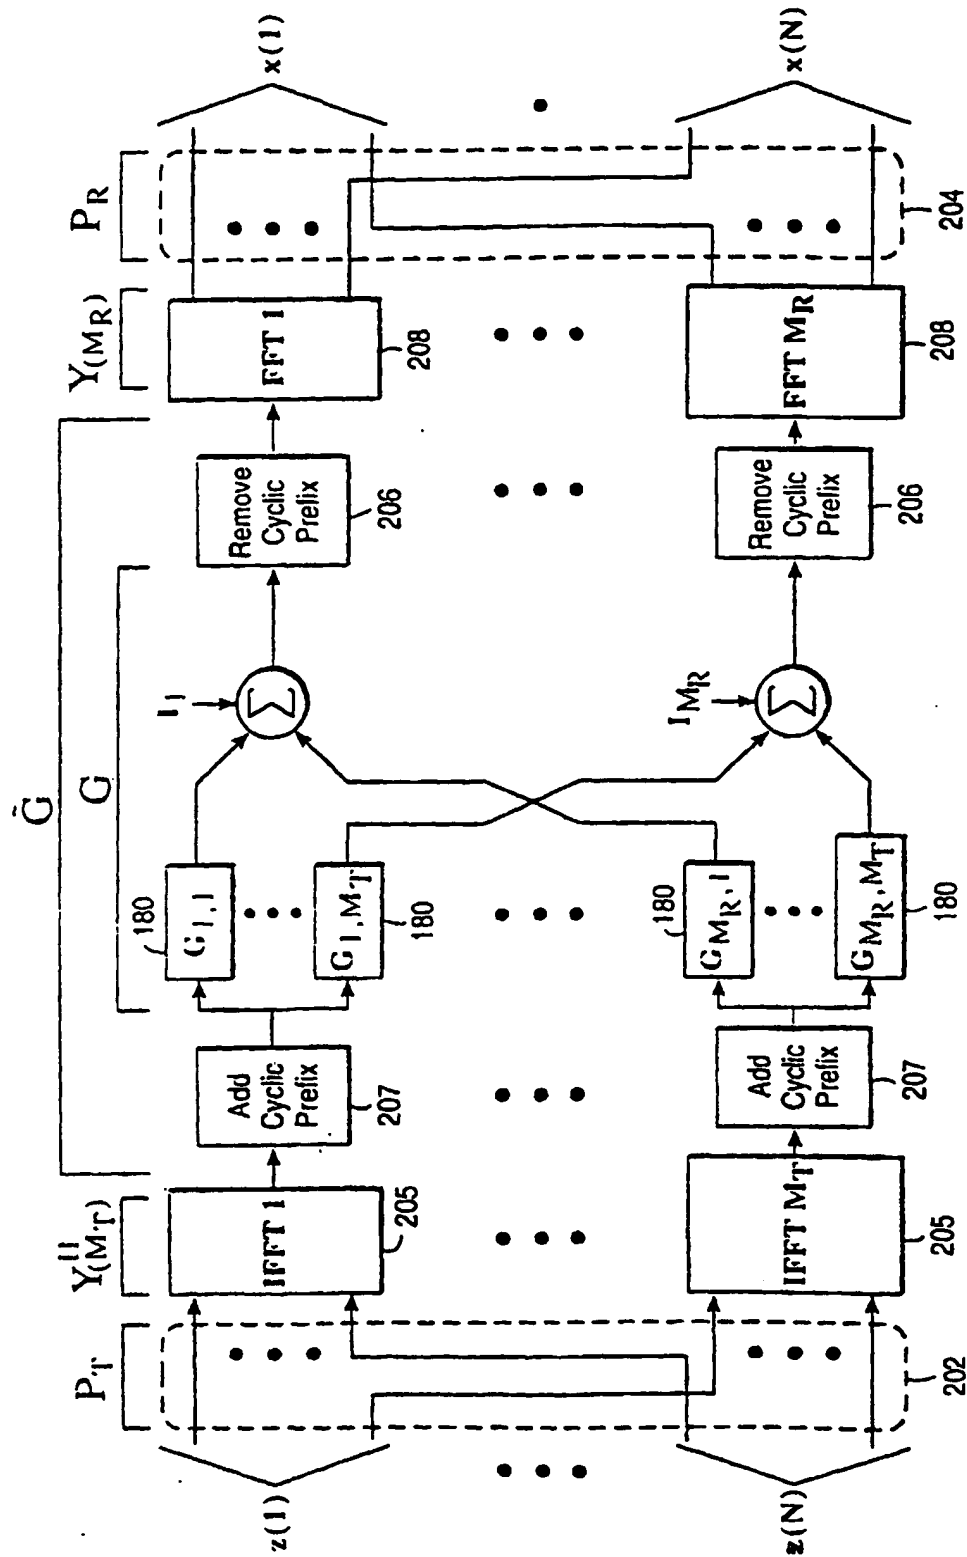 G̃
G
P_T
Y^H_(M_T)
Y_(M_R)
P_R
z(1)
IFFT 1
205
Add
Cyclic
Prefix
207
180
G_1,1
G_1,M_T
180
I_1
Σ
Remove
Cyclic
Prefix
206
FFT 1
208
x(1)
z(N)
202
IFFT M_T
205
Add
Cyclic
Prefix
207
180
G_M_R,1
G_M_R,M_T
180
I_M_R
Σ
Remove
Cyclic
Prefix
206
FFT M_R
208
204
x(N)